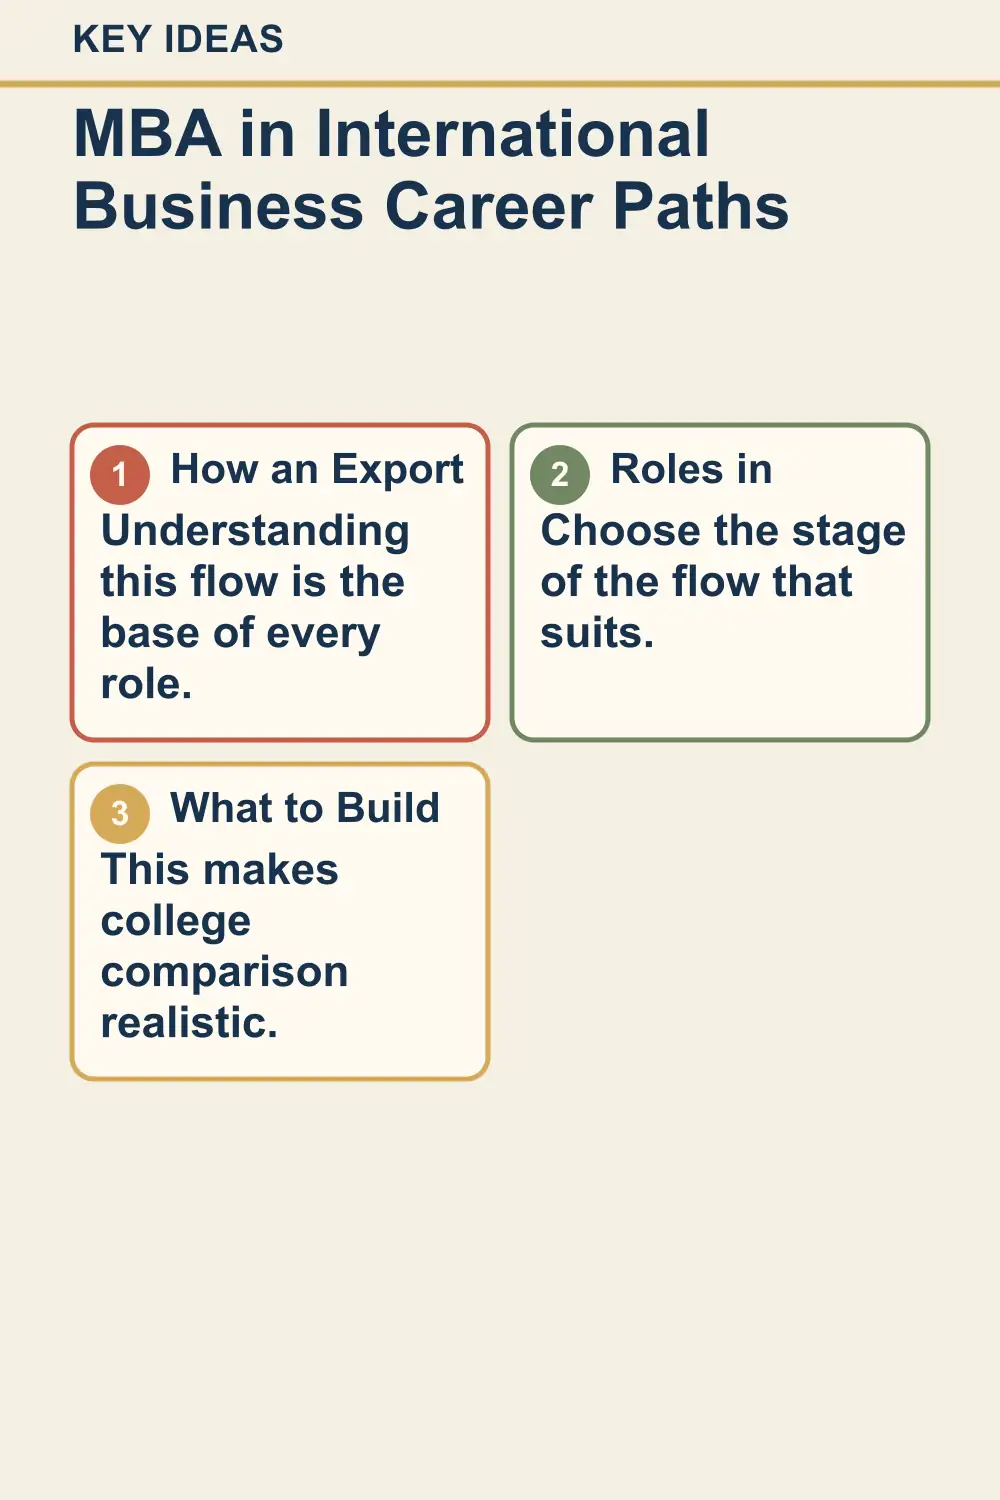 KEY IDEAS
MBA in International
Business Career Paths
1 How an Export
Understanding
this flow is the
base of every
role.
2 Roles in
Choose the stage
of the flow that
suits.
3 What to Build
This makes
college
comparison
realistic.